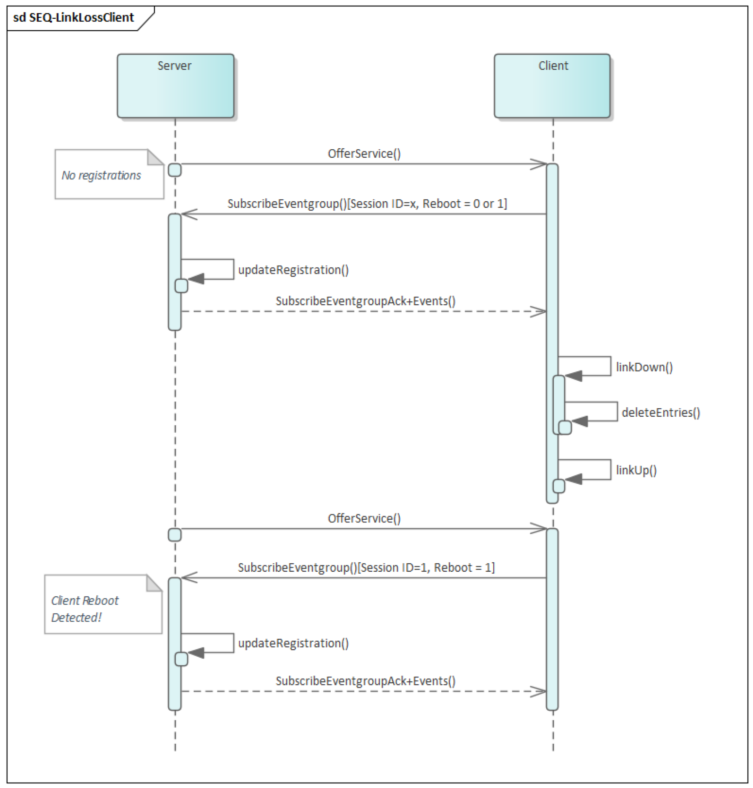 sd SEQ-LinkLossClient
Server
Client
OfferService()
No registrations
SubscribeEventgroup()[Session ID=x, Reboot = 0 or 1]
updateRegistration()
SubscribeEventgroupAck+Events()
linkDown()
deleteEntries()
linkUp()
OfferService()
SubscribeEventgroup()[Session ID=1, Reboot = 1]
Client Reboot
Detected!
updateRegistration()
SubscribeEventgroupAck+Events()